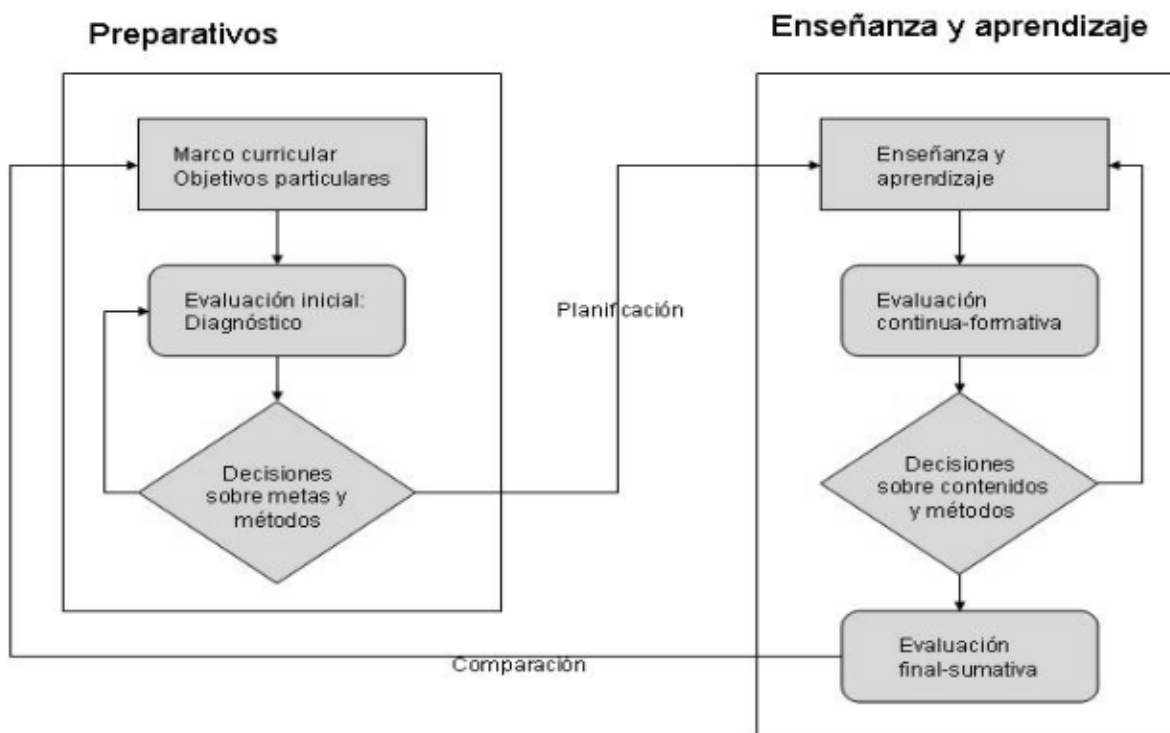 Preparativos
Marco curricular
Objetivos particulares
Evaluación inicial:
Diagnóstico
Decisiones
sobre metas y
métodos
Planificación
Comparación
Enseñanza y aprendizaje
Enseñanza y
aprendizaje
Evaluación
continua-formativa
Decisiones
sobre contenidos
y métodos
Evaluación
final-sumativa